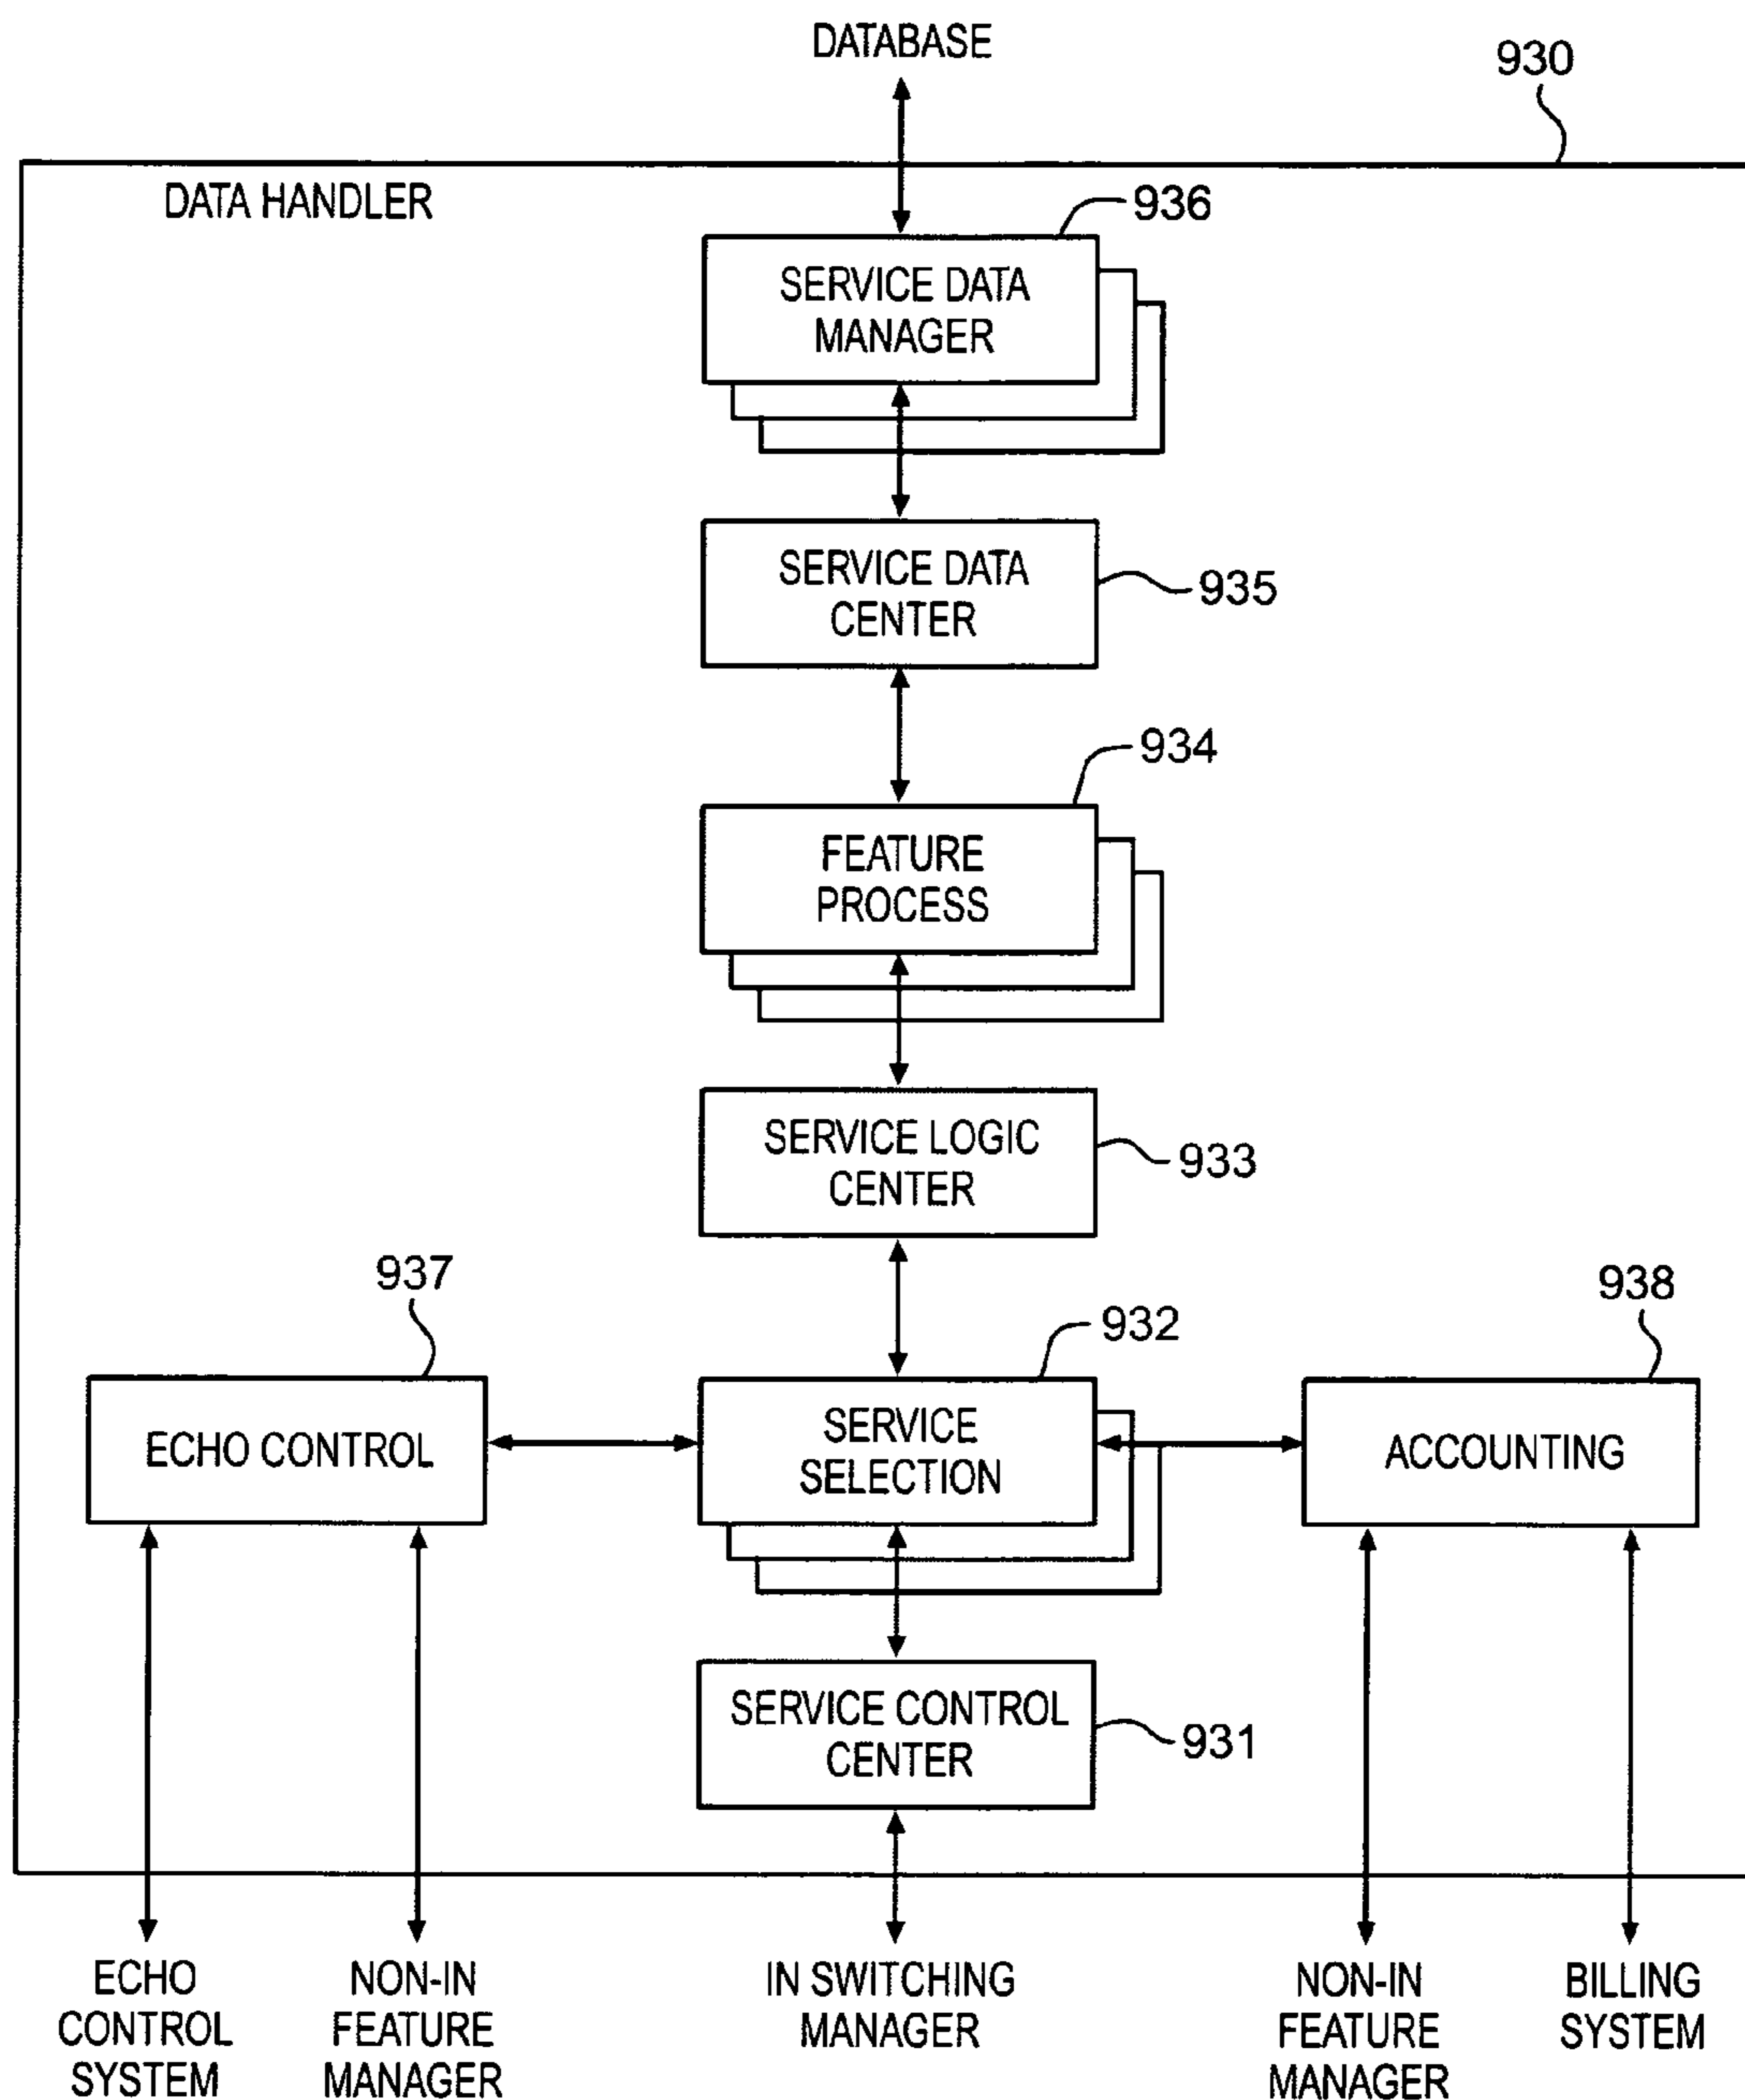 DATABASE
930
DATA HANDLER
936
SERVICE DATA
MANAGER
SERVICE DATA
CENTER
935
934
FEATURE
PROCESS
SERVICE LOGIC
CENTER
933
937
938
932
ECHO CONTROL
SERVICE
SELECTION
ACCOUNTING
SERVICE CONTROL
CENTER
931
ECHO
CONTROL
SYSTEM
NON-IN
FEATURE
MANAGER
IN SWITCHING
MANAGER
NON-IN
FEATURE
MANAGER
BILLING
SYSTEM